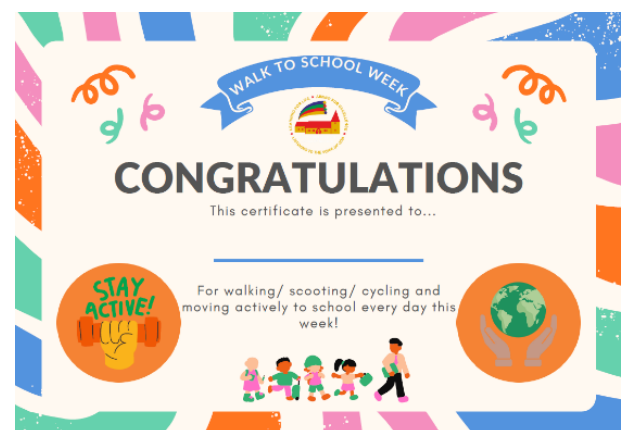 WALK TO SCHOOL WEEK
CONGRATULATIONS
This certificate is presented to...
STAY
ACTIVE!
For walking/ scooting/ cycling and
moving actively to school every day this
week!